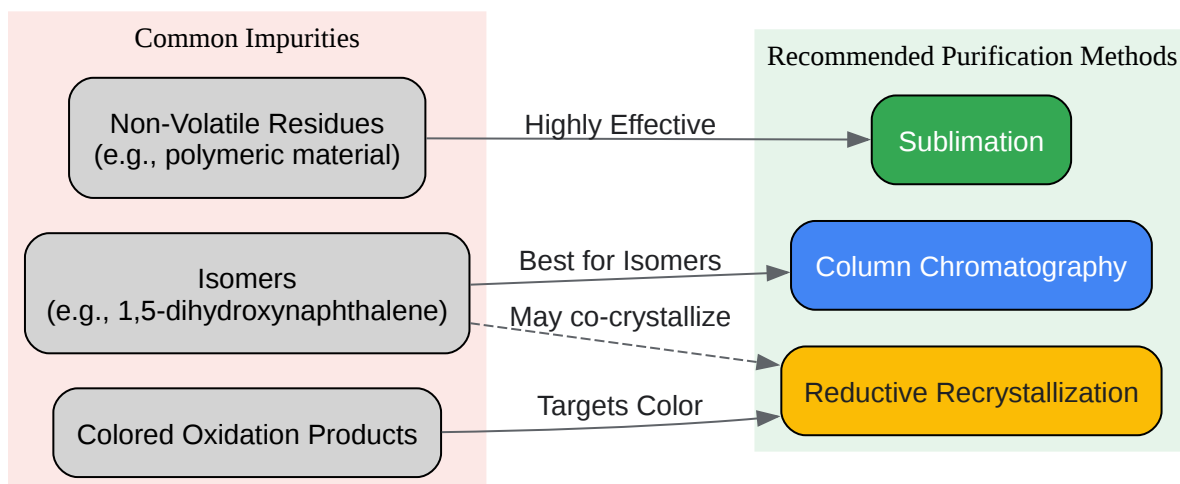 Common Impurities
Non-Volatile Residues
(e.g., polymeric material)
Isomers
(e.g., 1,5-dihydroxynaphthalene)
Colored Oxidation Products
Highly Effective
Best for Isomers
May co-crystallize
Targets Color
Recommended Purification Methods
Sublimation
Column Chromatography
Reductive Recrystallization